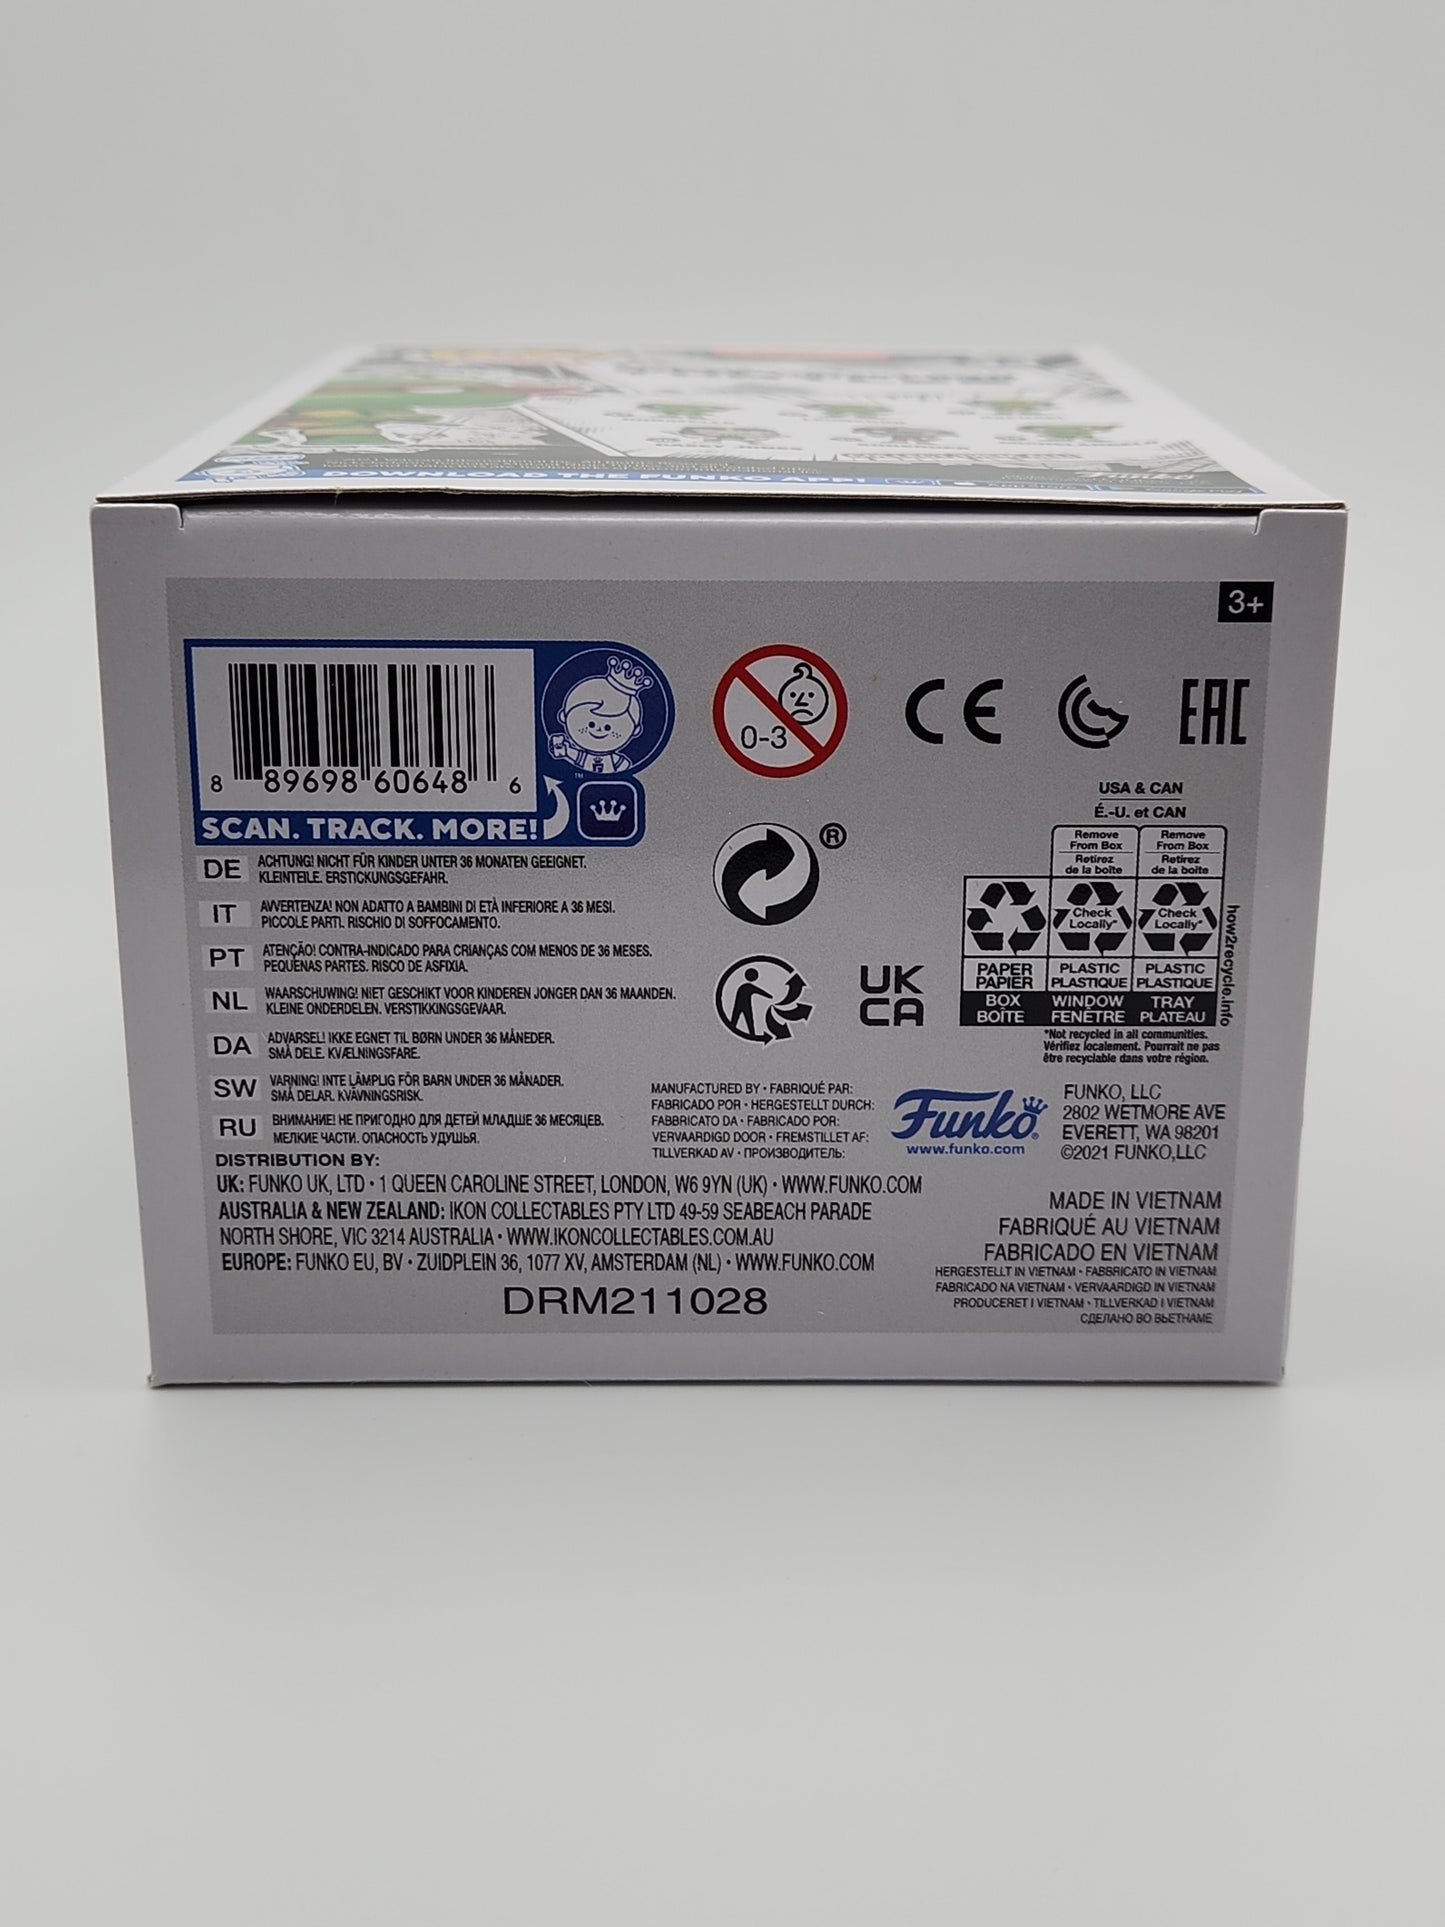 DOWNLOAD THE FUNKO APP!
3+
8 89698 60648 6
SCAN. TRACK. MORE!
TM
0-3
CE
EAC
®
UK
CA
USA & CAN
É.-U. et CAN
Remove From Box Retirez de la boîte
Remove From Box Retirez de la boîte
Check Locally*
Check Locally*
PAPER PAPIER
PLASTIC PLASTIQUE
PLASTIC PLASTIQUE
BOX BOÎTE
WINDOW FENÊTRE
TRAY PLATEAU
how2recycle.info
*Not recycled in all communities.
Vérifiez localement. Pourrait ne pas
être recyclable dans votre région.
DE ACHTUNG! NICHT FÜR KINDER UNTER 36 MONATEN GEEIGNET.
KLEINTEILE. ERSTICKUNGSGEFAHR.
IT AVVERTENZA! NON ADATTO A BAMBINI DI ETÀ INFERIORE A 36 MESI.
PICCOLE PARTI. RISCHIO DI SOFFOCAMENTO.
PT ATENÇÃO! CONTRA-INDICADO PARA CRIANÇAS COM MENOS DE 36 MESES.
PEQUENAS PARTES. RISCO DE ASFIXIA.
NL WAARSCHUWING! NIET GESCHIKT VOOR KINDEREN JONGER DAN 36 MAANDEN.
KLEINE ONDERDELEN. VERSTIKKINGSGEVAAR.
DA ADVARSEL! IKKE EGNET TIL BØRN UNDER 36 MÅNEDER.
SMÅ DELE. KVÆLNINGSFARE.
SW VARNING! INTE LÄMPLIG FÖR BARN UNDER 36 MÅNADER.
SMÅ DELAR. KVÄVNINGSRISK.
RU ВНИМАНИЕ! НЕ ПРИГОДНО ДЛЯ ДЕТЕЙ МЛАДШЕ 36 МЕСЯЦЕВ.
МЕЛКИЕ ЧАСТИ. ОПАСНОСТЬ УДУШЬЯ.
MANUFACTURED BY • FABRIQUÉ PAR:
FABRICADO POR • HERGESTELLT DURCH:
FABBRICATO DA • FABRICADO POR:
VERVAARDIGD DOOR • FREMSTILLET AF:
TILLVERKAD AV • ПРОИЗВОДИТЕЛЬ:
Funko®
www.funko.com
FUNKO, LLC
2802 WETMORE AVE
EVERETT, WA 98201
©2021 FUNKO,LLC
DISTRIBUTION BY:
UK: FUNKO UK, LTD • 1 QUEEN CAROLINE STREET, LONDON, W6 9YN (UK) • WWW.FUNKO.COM
AUSTRALIA & NEW ZEALAND: IKON COLLECTABLES PTY LTD 49-59 SEABEACH PARADE
NORTH SHORE, VIC 3214 AUSTRALIA • WWW.IKONCOLLECTABLES.COM.AU
EUROPE: FUNKO EU, BV • ZUIDPLEIN 36, 1077 XV, AMSTERDAM (NL) • WWW.FUNKO.COM
DRM211028
MADE IN VIETNAM
FABRIQUÉ AU VIETNAM
FABRICADO EN VIETNAM
HERGESTELLT IN VIETNAM • FABBRICATO IN VIETNAM
FABRICADO NA VIETNAM • VERVAARDIGD IN VIETNAM
PRODUCERET I VIETNAM • TILLVERKAD I VIETNAM
СДЕЛАНО ВО ВЬЕТНАМЕ